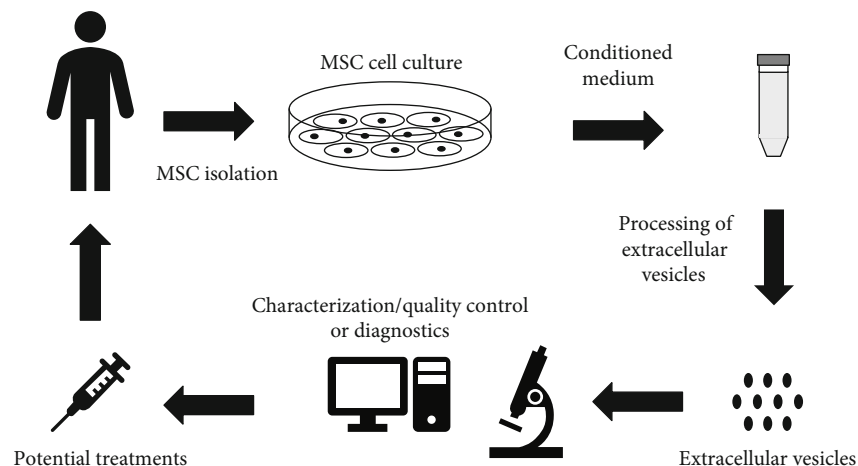 MSC cell culture
Conditioned
medium
MSC isolation
Processing of
extracellular
vesicles
Characterization/quality control
or diagnostics
Potential treatments
Extracellular vesicles